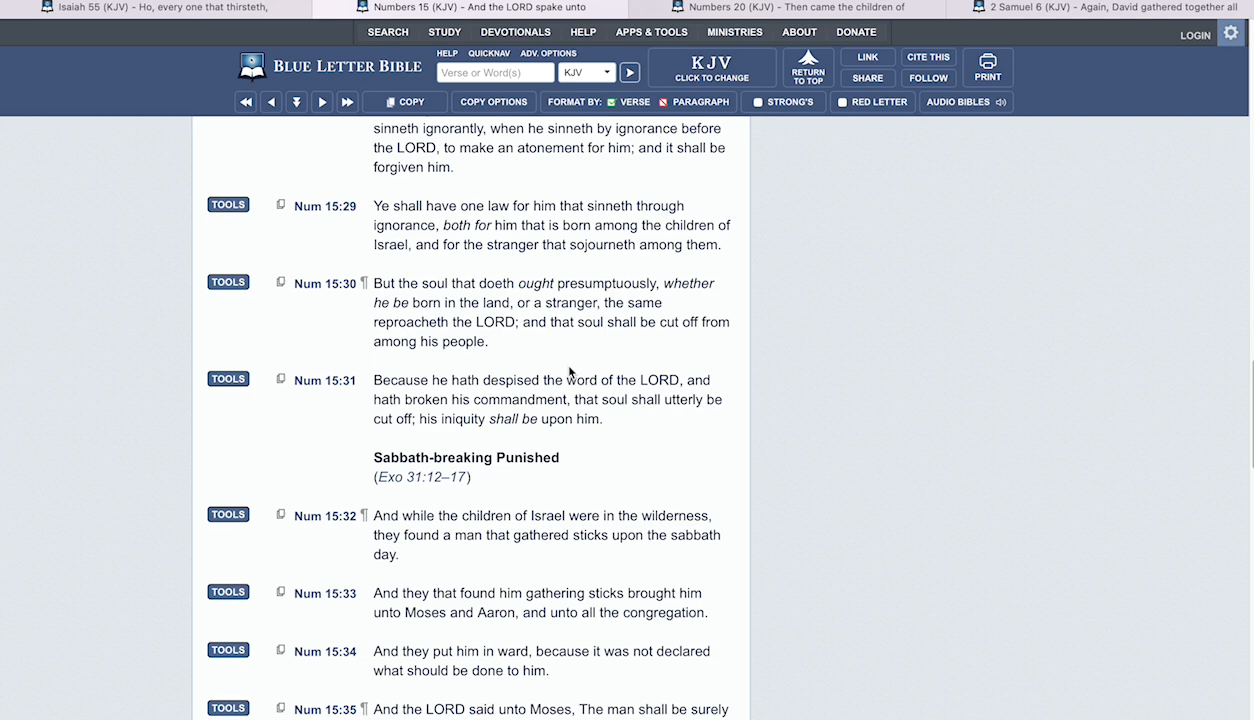 Isaiah 55 (KJV) - Ho, every one that thirsteth,
Numbers 15 (KJV) - And the LORD spake unto
Numbers 20 (KJV) - Then came the children of
2 Samuel 6 (KJV) - Again, David gathered together all
SEARCH STUDY DEVOTIONALS HELP APPS & TOOLS MINISTRIES ABOUT DONATE LOGIN
HELP QUICKNAV ADV. OPTIONS
BLUE LETTER BIBLE
Verse or Word(s) KJV
KJV
CLICK TO CHANGE
RETURN
TO TOP
LINK CITE THIS
SHARE FOLLOW
PRINT
COPY COPY OPTIONS FORMAT BY: VERSE PARAGRAPH STRONG'S RED LETTER AUDIO BIBLES
sinneth ignorantly, when he sinneth by ignorance before
the LORD, to make an atonement for him; and it shall be
forgiven him.
TOOLS Num 15:29 Ye shall have one law for him that sinneth through
ignorance, both for him that is born among the children of
Israel, and for the stranger that sojourneth among them.
TOOLS Num 15:30 ¶ But the soul that doeth ought presumptuously, whether
he be born in the land, or a stranger, the same
reproacheth the LORD; and that soul shall be cut off from
among his people.
TOOLS Num 15:31 Because he hath despised the word of the LORD, and
hath broken his commandment, that soul shall utterly be
cut off; his iniquity shall be upon him.
Sabbath-breaking Punished
(Exo 31:12–17)
TOOLS Num 15:32 ¶ And while the children of Israel were in the wilderness,
they found a man that gathered sticks upon the sabbath
day.
TOOLS Num 15:33 And they that found him gathering sticks brought him
unto Moses and Aaron, and unto all the congregation.
TOOLS Num 15:34 And they put him in ward, because it was not declared
what should be done to him.
TOOLS Num 15:35 ¶ And the LORD said unto Moses, The man shall be surely